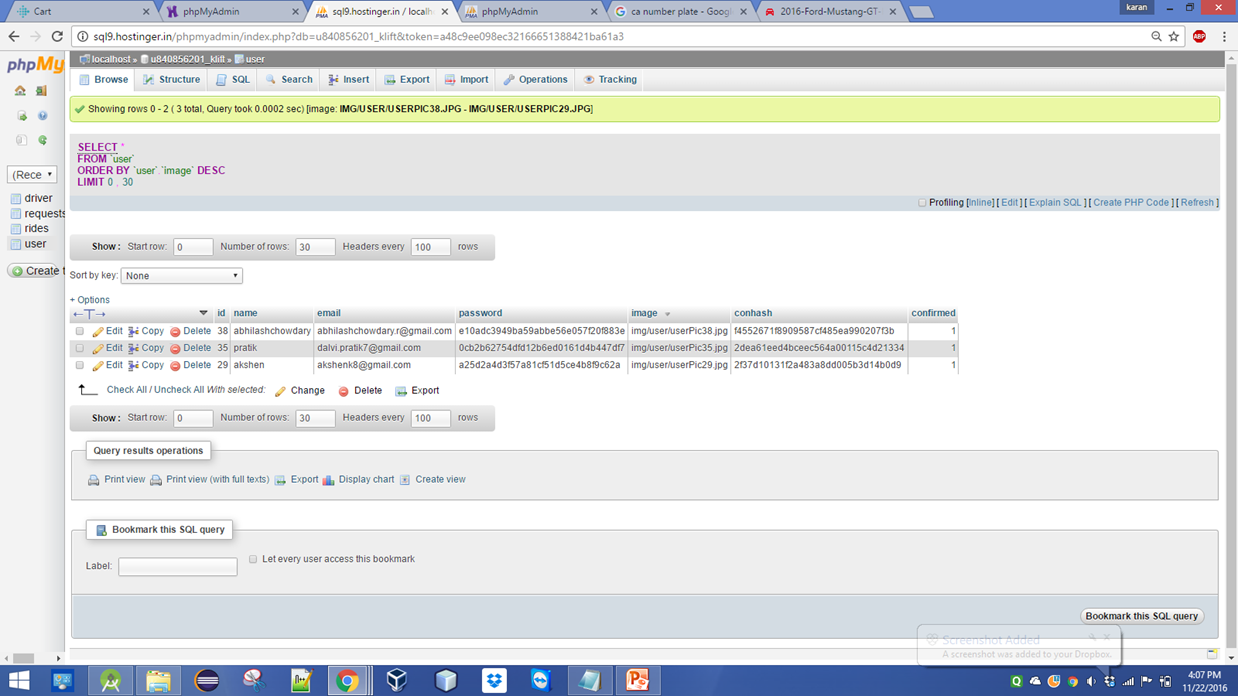 Cart
phpMyAdmin
sql9.hostinger.in / localh
phpMyAdmin
ca number plate - Google
2016-Ford-Mustang-GT-
karan
sql9.hostinger.in/phpmyadmin/index.php?db=u840856201_klift&token=a48c9ee098ec32166651388421ba61a3
ABP
phpMy
localhost » u840856201_klift » user
Browse Structure SQL Search Insert Export Import Operations Tracking
Showing rows 0 - 2 ( 3 total, Query took 0.0002 sec) [image: IMG/USER/USERPIC38.JPG - IMG/USER/USERPIC29.JPG]
SELECT *
FROM `user`
ORDER BY `user`.`image` DESC
LIMIT 0 , 30
Profiling [Inline] [ Edit ] [ Explain SQL ] [ Create PHP Code ] [ Refresh ]
(Rece
driver
requests
rides
user
Create t
Show : Start row: 0 Number of rows: 30 Headers every 100 rows
Sort by key: None
+ Options
←T→ id name email password image conhash confirmed
Edit Copy Delete 38 abhilashchowdary abhilashchowdary.r@gmail.com e10adc3949ba59abbe56e057f20f883e img/user/userPic38.jpg f4552671f8909587cf485ea990207f3b 1
Edit Copy Delete 35 pratik dalvi.pratik7@gmail.com 0cb2b62754dfd12b6ed0161d4b447df7 img/user/userPic35.jpg 2dea61eed4bceec564a00115c4d21334 1
Edit Copy Delete 29 akshen akshenk8@gmail.com a25d2a4d3f57a81cf51d5ce4b8f9c62a img/user/userPic29.jpg 2f37d10131f2a483a8dd005b3d14b0d9 1
Check All / Uncheck All With selected: Change Delete Export
Show : Start row: 0 Number of rows: 30 Headers every 100 rows
Query results operations
Print view Print view (with full texts) Export Display chart Create view
Bookmark this SQL query
Label: Let every user access this bookmark
Bookmark this SQL query
Screenshot Added
A screenshot was added to your Dropbox.
4:07 PM
11/22/2016